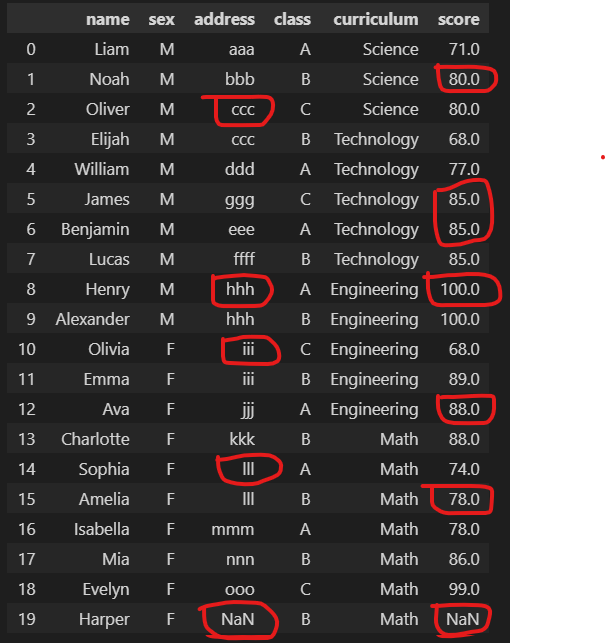 name sex address class curriculum score
0 Liam M aaa A Science 71.0
1 Noah M bbb B Science 80.0
2 Oliver M ccc C Science 80.0
3 Elijah M ccc B Technology 68.0
4 William M ddd A Technology 77.0
5 James M ggg C Technology 85.0
6 Benjamin M eee A Technology 85.0
7 Lucas M ffff B Technology 85.0
8 Henry M hhh A Engineering 100.0
9 Alexander M hhh B Engineering 100.0
10 Olivia F iii C Engineering 68.0
11 Emma F iii B Engineering 89.0
12 Ava F jjj A Engineering 88.0
13 Charlotte F kkk B Math 88.0
14 Sophia F lll A Math 74.0
15 Amelia F lll B Math 78.0
16 Isabella F mmm A Math 78.0
17 Mia F nnn B Math 86.0
18 Evelyn F ooo C Math 99.0
19 Harper F NaN B Math NaN